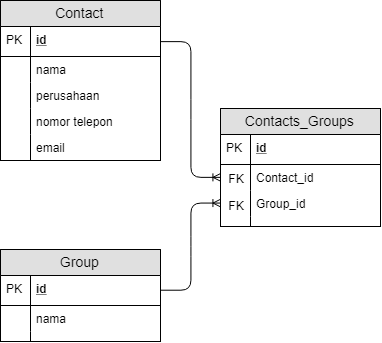 Contact
PK id
nama
perusahaan
nomor telepon
email
Contacts_Groups
PK id
FK Contact_id
FK Group_id
Group
PK id
nama